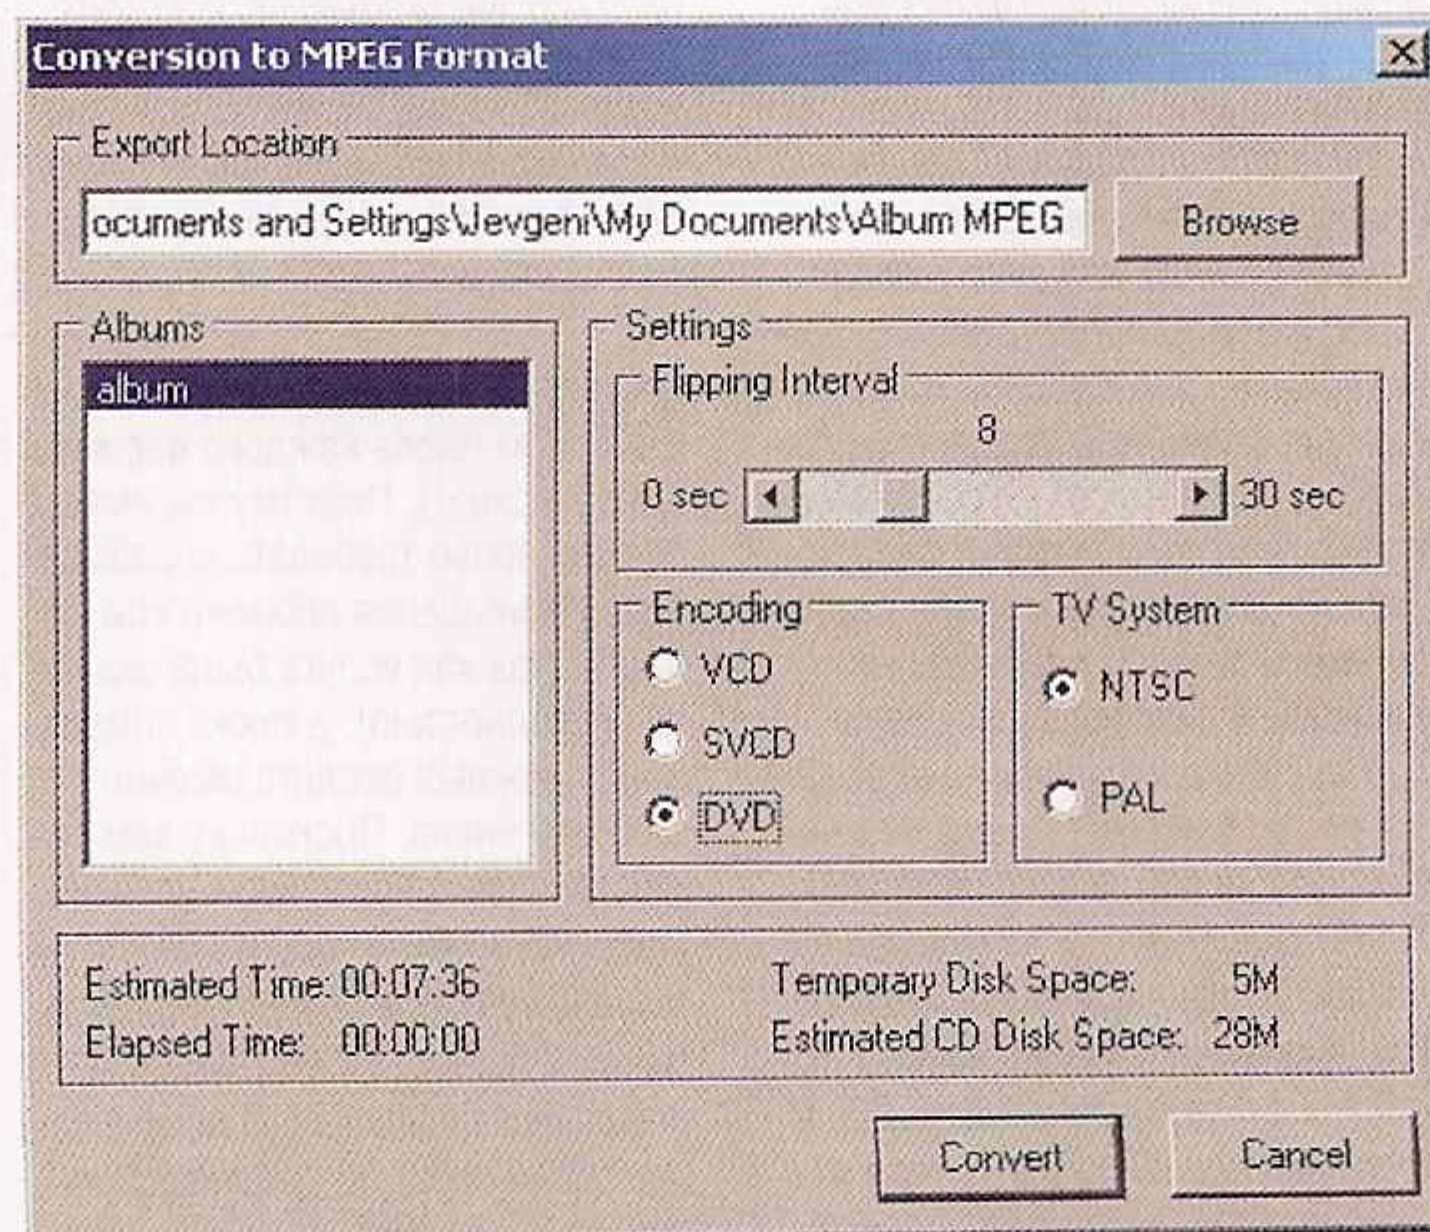 Conversion to MPEG Format
Export Location
ocuments and Settings\Jevgeni\My Documents\Album MPEG
Browse
Albums
album
Settings
Flipping Interval
8
0 sec
30 sec
Encoding
VCD
SVCD
DVD
TV System
NTSC
PAL
Estimated Time: 00:07:36
Elapsed Time: 00:00:00
Temporary Disk Space: 5M
Estimated CD Disk Space: 28M
Convert
Cancel